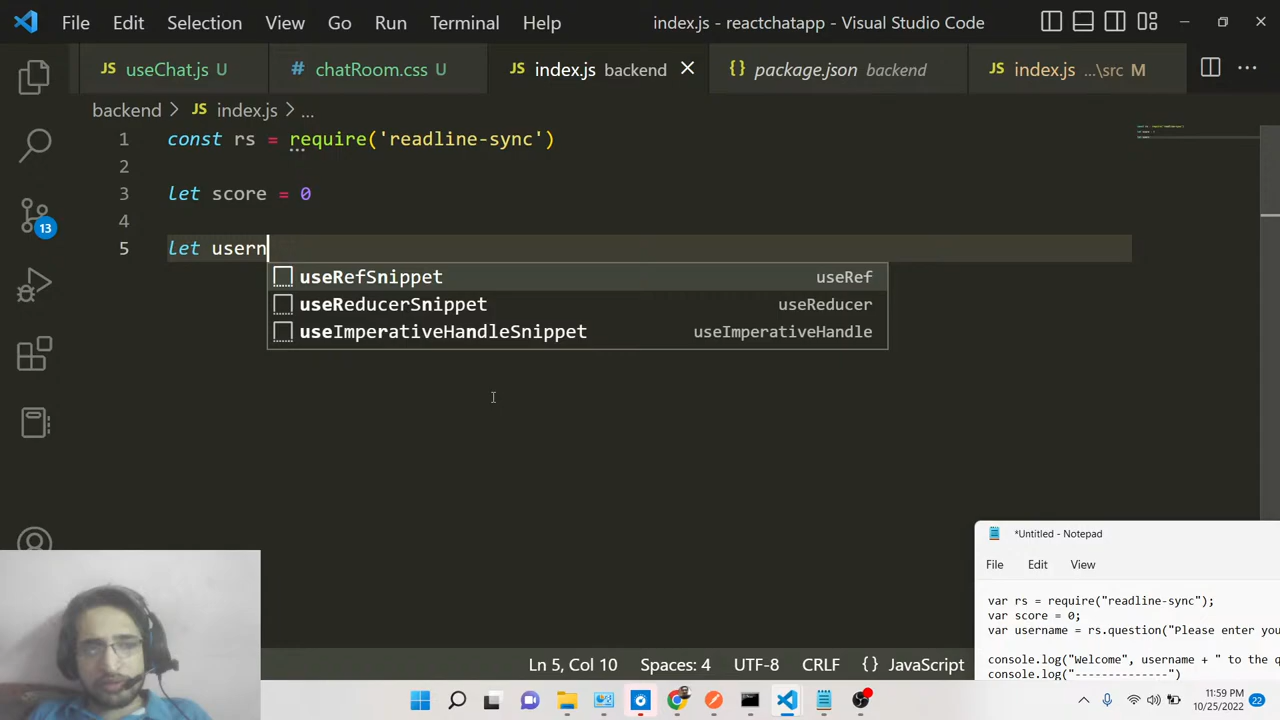 File Edit Selection View Go Run Terminal Help index.js - reactchatapp - Visual Studio Code
JS useChat.js U # chatRoom.css U JS index.js backend {} package.json backend JS index.js ...\src M
backend > JS index.js > ...
1 const rs = require('readline-sync')
2
3 let score = 0
4
5 let usern
useRefSnippet useRef
useReducerSnippet useReducer
useImperativeHandleSnippet useImperativeHandle
13
*Untitled - Notepad
File Edit View
var rs = require("readline-sync");
var score = 0;
var username = rs.question("Please enter you
console.log("Welcome", username + " to the q
console.log("--------------")
Ln 5, Col 10 Spaces: 4 UTF-8 CRLF {} JavaScript
11:59 PM
10/25/2022
22